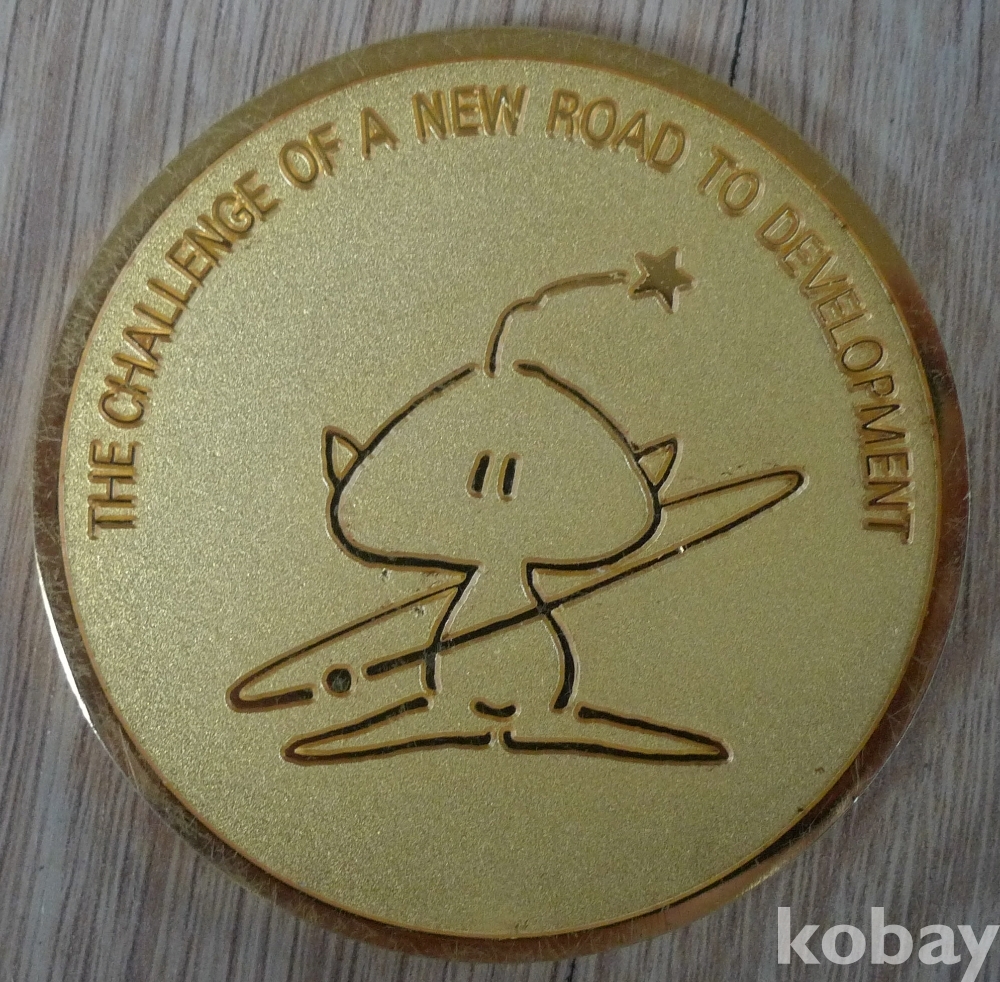 THE CHALLENGE OF A NEW ROAD TO DEVELOPMENT
kobay